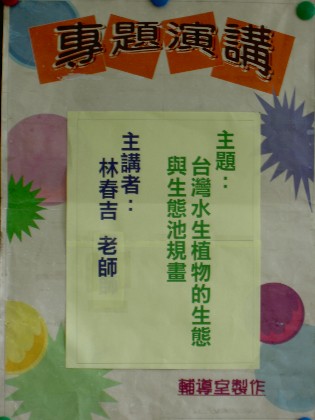 專題演講
主題：
台灣水生植物的生態
與生態池規畫
主講者：
林春吉 老師
輔導室製作